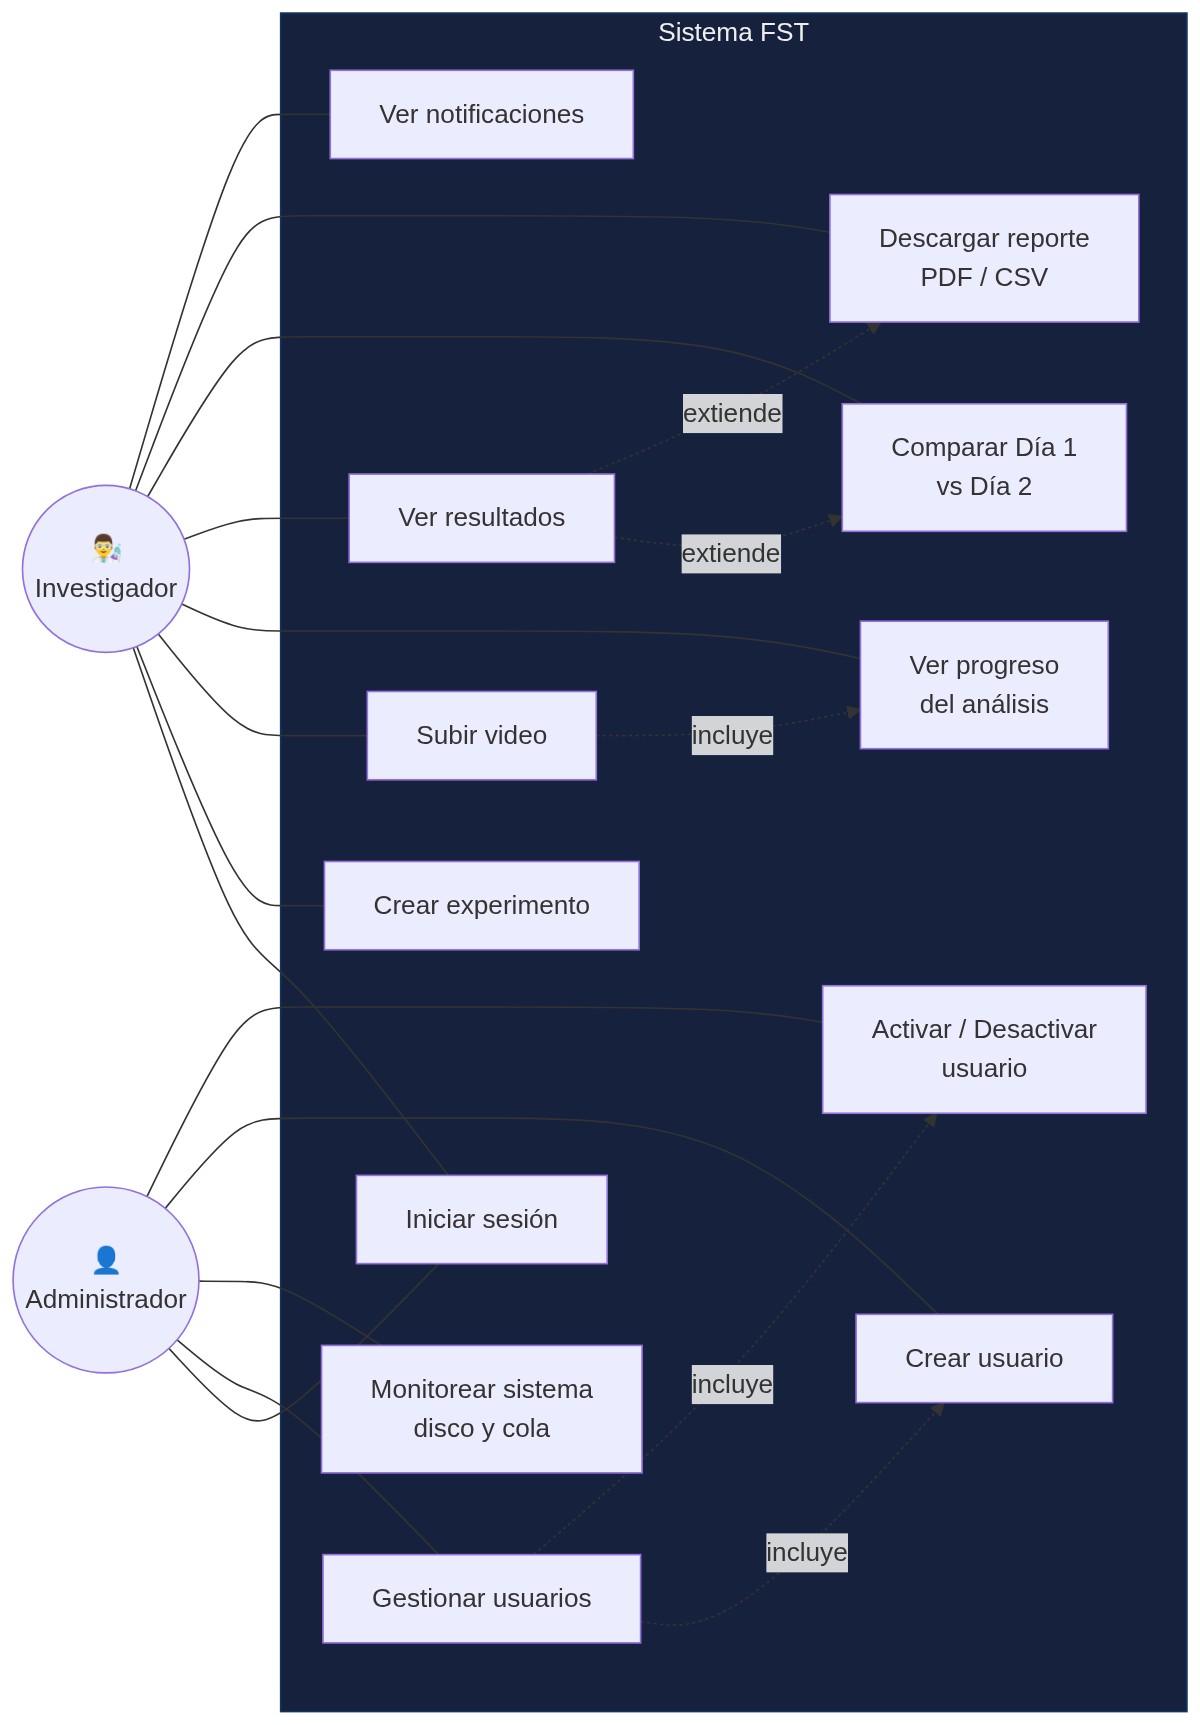 Sistema FST
Ver notificaciones
Descargar reporte
PDF / CSV
extiende
Comparar Día 1
vs Día 2
Ver resultados
extiende
Investigador
Ver progreso
del análisis
Subir video
incluye
Crear experimento
Activar / Desactivar
usuario
Iniciar sesión
Administrador
Crear usuario
Monitorear sistema
disco y cola
incluye
incluye
Gestionar usuarios